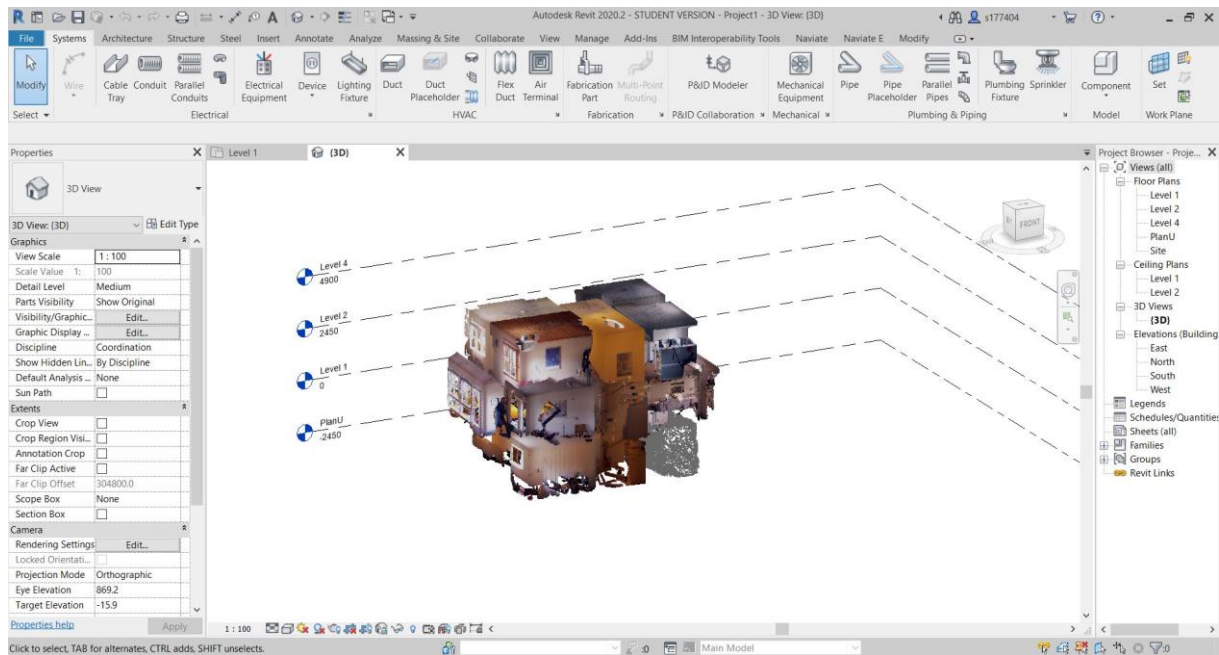 Autodesk Revit 2020.2 - STUDENT VERSION - Project1 - 3D View: {3D}
s177404
File Systems Architecture Structure Steel Insert Annotate Analyze Massing & Site Collaborate View Manage Add-Ins BIM Interoperability Tools Naviate Naviate E Modify
Modify Wire Cable Tray Conduit Parallel Conduits Electrical Equipment Device Lighting Fixture Duct Duct Placeholder Flex Duct Air Terminal Fabrication Part Multi-Point Routing P&ID Modeler Mechanical Equipment Pipe Pipe Placeholder Parallel Pipes Plumbing Fixture Sprinkler Component Set
Select Electrical HVAC Fabrication P&ID Collaboration Mechanical Plumbing & Piping Model Work Plane
Properties
3D View
3D View: {3D} Edit Type
Graphics
View Scale 1 : 100
Scale Value 1: 100
Detail Level Medium
Parts Visibility Show Original
Visibility/Graphic... Edit...
Graphic Display ... Edit...
Discipline Coordination
Show Hidden Lin... By Discipline
Default Analysis ... None
Sun Path
Extents
Crop View
Crop Region Visi...
Annotation Crop
Far Clip Active
Far Clip Offset 304800.0
Scope Box None
Section Box
Camera
Rendering Settings Edit...
Locked Orientati...
Projection Mode Orthographic
Eye Elevation 869.2
Target Elevation -15.9
Properties help Apply
Level 1 {3D}
Level 4
4900
Level 2
2450
Level 1
0
PlanU
-2450
FRONT
1 : 100
Project Browser - Proje...
Views (all)
Floor Plans
Level 1
Level 2
Level 4
PlanU
Site
Ceiling Plans
Level 1
Level 2
3D Views
{3D}
Elevations (Building
East
North
South
West
Legends
Schedules/Quantities
Sheets (all)
Families
Groups
Revit Links
Click to select, TAB for alternates, CTRL adds, SHIFT unselects. :0 Main Model :0